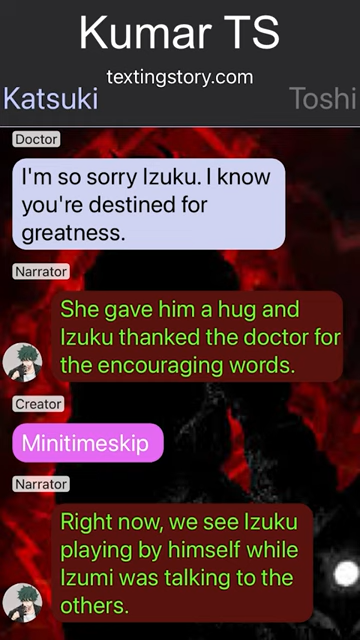 Kumar TS
textingstory.com
Katsuki
Toshi
Doctor
I'm so sorry Izuku. I know
you're destined for
greatness.
Narrator
She gave him a hug and
Izuku thanked the doctor for
the encouraging words.
Creator
Minitimeskip
Narrator
Right now, we see Izuku
playing by himself while
Izumi was talking to the
others.